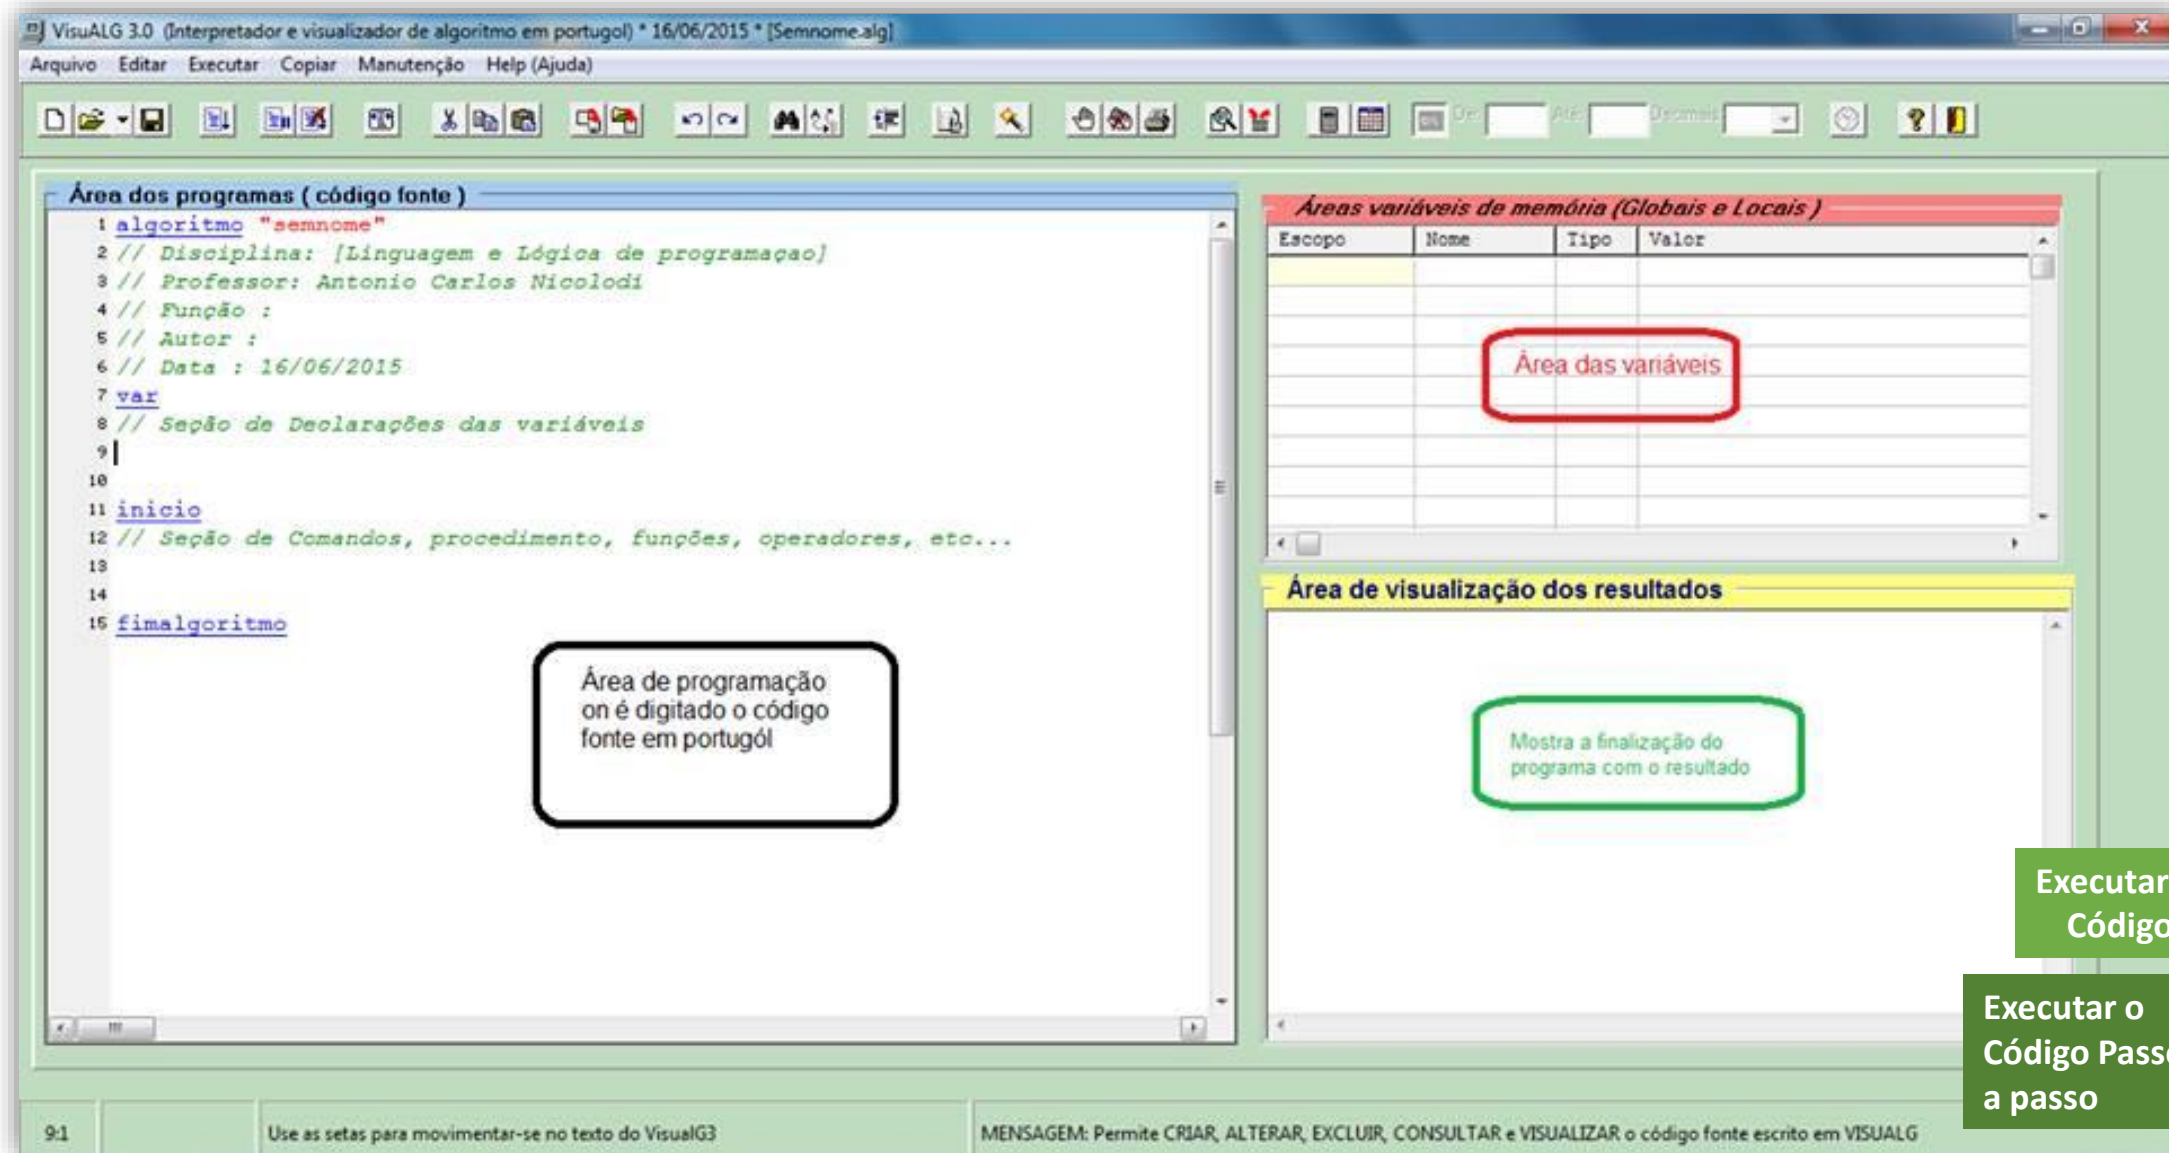 VisuALG 3.0 (Interpretador e visualizador de algoritmo em portugol) * 16/06/2015 * [Semnome.alg]
Arquivo Editar Executar Copiar Manutenção Help (Ajuda)
De: Até: Decimais
Área dos programas ( código fonte )
1 algoritmo "semnome"
2 // Disciplina: [Linguagem e Lógica de programaçao]
3 // Professor: Antonio Carlos Nicolodi
4 // Função :
5 // Autor :
6 // Data : 16/06/2015
7 var
8 // Seção de Declarações das variáveis
9
10
11 inicio
12 // Seção de Comandos, procedimento, funções, operadores, etc...
13
14
15 fimalgoritmo
Área de programação
on é digitado o código
fonte em portugól
Áreas variáveis de memória (Globais e Locais )
Escopo Nome Tipo Valor
Área das variáveis
Área de visualização dos resultados
Mostra a finalização do
programa com o resultado
Executar
Código
Executar o
Código Passo
a passo
9:1 Use as setas para movimentar-se no texto do VisualG3 MENSAGEM: Permite CRIAR, ALTERAR, EXCLUIR, CONSULTAR e VISUALIZAR o código fonte escrito em VISUALG